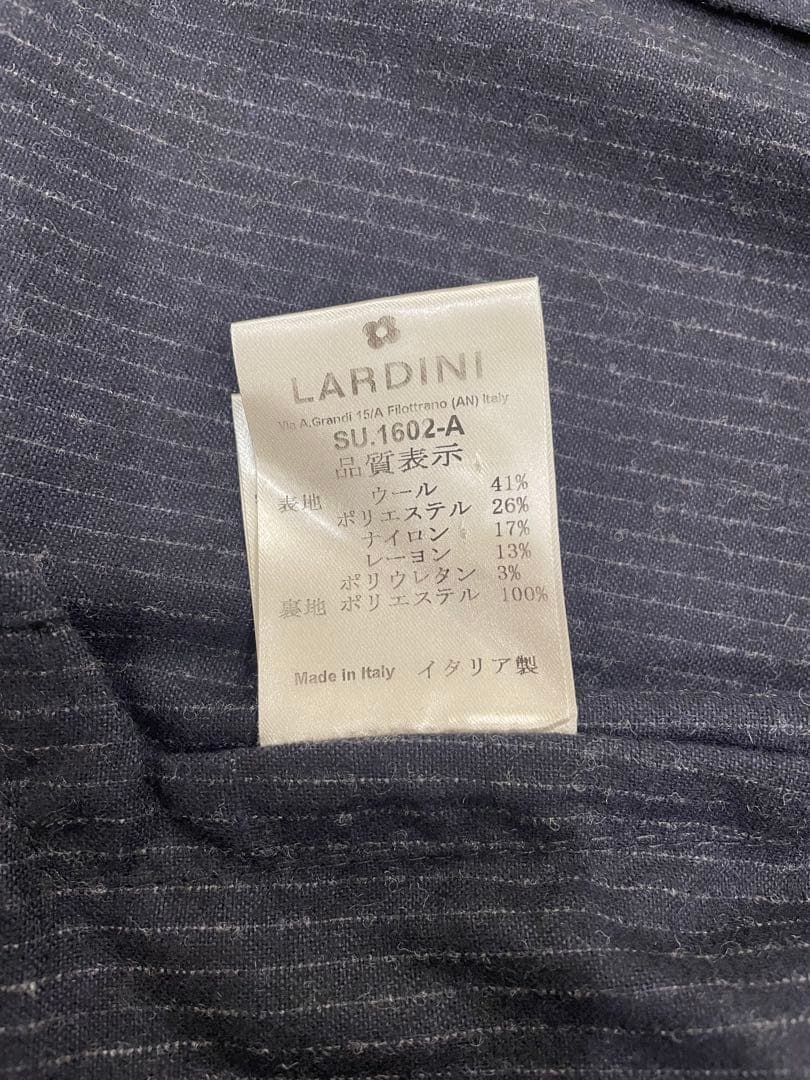 LARDINI
Via A.Grandi 15/A Filottrano (AN) Italy
SU.1602-A
品質表示
表地 ウール 41%
ポリエステル 26%
ナイロン 17%
レーヨン 13%
ポリウレタン 3%
裏地 ポリエステル 100%
Made in Italy イタリア製